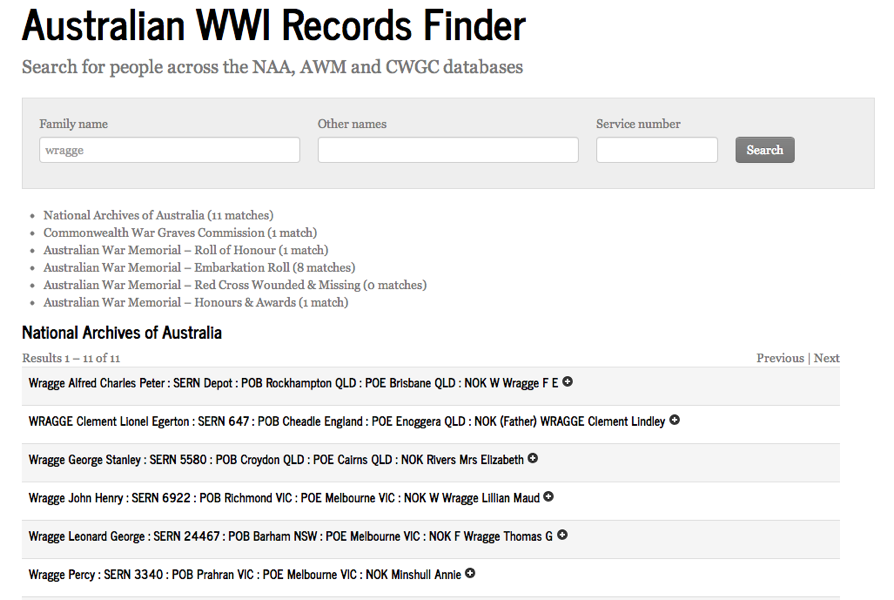 Australian WWI Records Finder
Search for people across the NAA, AWM and CWGC databases
Family name Other names Service number
wragge Search
National Archives of Australia (11 matches)
Commonwealth War Graves Commission (1 match)
Australian War Memorial – Roll of Honour (1 match)
Australian War Memorial – Embarkation Roll (8 matches)
Australian War Memorial – Red Cross Wounded & Missing (0 matches)
Australian War Memorial – Honours & Awards (1 match)
National Archives of Australia
Results 1 – 11 of 11 Previous | Next
Wragge Alfred Charles Peter : SERN Depot : POB Rockhampton QLD : POE Brisbane QLD : NOK W Wragge F E
WRAGGE Clement Lionel Egerton : SERN 647 : POB Cheadle England : POE Enoggera QLD : NOK (Father) WRAGGE Clement Lindley
Wragge George Stanley : SERN 5580 : POB Croydon QLD : POE Cairns QLD : NOK Rivers Mrs Elizabeth
Wragge John Henry : SERN 6922 : POB Richmond VIC : POE Melbourne VIC : NOK W Wragge Lillian Maud
Wragge Leonard George : SERN 24467 : POB Barham NSW : POE Melbourne VIC : NOK F Wragge Thomas G
Wragge Percy : SERN 3340 : POB Prahran VIC : POE Melbourne VIC : NOK Minshull Annie